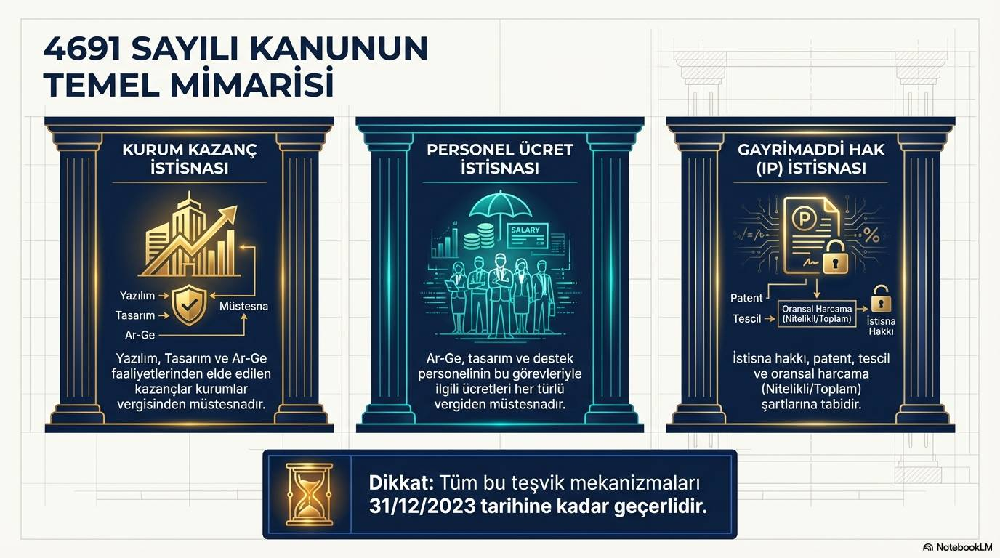 4691 SAYILI KANUNUN
TEMEL MİMARİSİ
KURUM KAZANÇ
İSTİSNASI
Yazılım
Tasarım
Ar-Ge
Müstesna
Yazılım, Tasarım ve Ar-Ge
faaliyetlerinden elde edilen
kazançlar kurumlar
vergisinden müstesnadır.
PERSONEL ÜCRET
İSTİSNASI
SALARY
Ar-Ge, tasarım ve destek
personelinin bu görevleriyle
ilgili ücretleri her türlü
vergiden müstesnadır.
GAYRİMADDİ HAK
(IP) İSTİSNASI
P
%
Patent
Tescil
Oransal Harcama
(Nitelikli/Toplam)
İstisna
Hakkı
İstisna hakkı, patent, tescil
ve oransal harcama
(Nitelikli/Toplam)
şartlarına tabidir.
Dikkat: Tüm bu teşvik mekanizmaları
31/12/2023 tarihine kadar geçerlidir.
NotebookLM